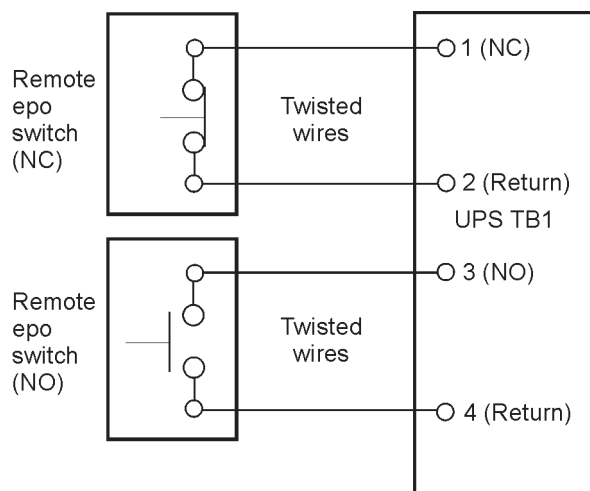 Remote
epo
switch
(NC)
Twisted
wires
1 (NC)
2 (Return)
UPS TB1
Remote
epo
switch
(NO)
Twisted
wires
3 (NO)
4 (Return)